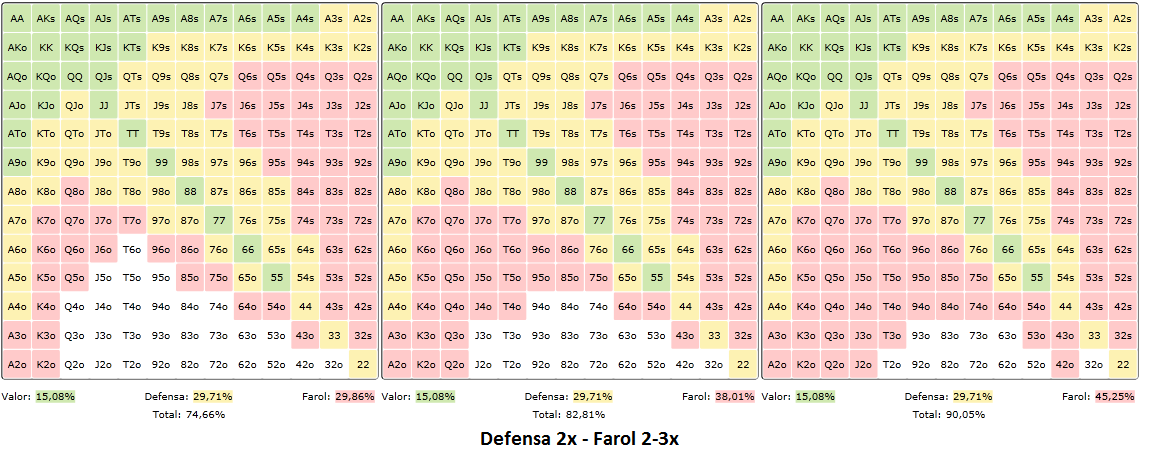 AA AKs AQs AJs ATs A9s A8s A7s A6s A5s A4s A3s A2s AA AKs AQs AJs ATs A9s A8s A7s A6s A5s A4s A3s A2s AA AKs AQs AJs ATs A9s A8s A7s A6s A5s A4s A3s A2s
AKo KK KQs KJs KTs K9s K8s K7s K6s K5s K4s K3s K2s AKo KK KQs KJs KTs K9s K8s K7s K6s K5s K4s K3s K2s AKo KK KQs KJs KTs K9s K8s K7s K6s K5s K4s K3s K2s
AQo KQo QQ QJs QTs Q9s Q8s Q7s Q6s Q5s Q4s Q3s Q2s AQo KQo QQ QJs QTs Q9s Q8s Q7s Q6s Q5s Q4s Q3s Q2s AQo KQo QQ QJs QTs Q9s Q8s Q7s Q6s Q5s Q4s Q3s Q2s
AJo KJo QJo JJ JTs J9s J8s J7s J6s J5s J4s J3s J2s AJo KJo QJo JJ JTs J9s J8s J7s J6s J5s J4s J3s J2s AJo KJo QJo JJ JTs J9s J8s J7s J6s J5s J4s J3s J2s
ATo KTo QTo JTo TT T9s T8s T7s T6s T5s T4s T3s T2s ATo KTo QTo JTo TT T9s T8s T7s T6s T5s T4s T3s T2s ATo KTo QTo JTo TT T9s T8s T7s T6s T5s T4s T3s T2s
A9o K9o Q9o J9o T9o 99 98s 97s 96s 95s 94s 93s 92s A9o K9o Q9o J9o T9o 99 98s 97s 96s 95s 94s 93s 92s A9o K9o Q9o J9o T9o 99 98s 97s 96s 95s 94s 93s 92s
A8o K8o Q8o J8o T8o 98o 88 87s 86s 85s 84s 83s 82s A8o K8o Q8o J8o T8o 98o 88 87s 86s 85s 84s 83s 82s A8o K8o Q8o J8o T8o 98o 88 87s 86s 85s 84s 83s 82s
A7o K7o Q7o J7o T7o 97o 87o 77 76s 75s 74s 73s 72s A7o K7o Q7o J7o T7o 97o 87o 77 76s 75s 74s 73s 72s A7o K7o Q7o J7o T7o 97o 87o 77 76s 75s 74s 73s 72s
A6o K6o Q6o J6o T6o 96o 86o 76o 66 65s 64s 63s 62s A6o K6o Q6o J6o T6o 96o 86o 76o 66 65s 64s 63s 62s A6o K6o Q6o J6o T6o 96o 86o 76o 66 65s 64s 63s 62s
A5o K5o Q5o J5o T5o 95o 85o 75o 65o 55 54s 53s 52s A5o K5o Q5o J5o T5o 95o 85o 75o 65o 55 54s 53s 52s A5o K5o Q5o J5o T5o 95o 85o 75o 65o 55 54s 53s 52s
A4o K4o Q4o J4o T4o 94o 84o 74o 64o 54o 44 43s 42s A4o K4o Q4o J4o T4o 94o 84o 74o 64o 54o 44 43s 42s A4o K4o Q4o J4o T4o 94o 84o 74o 64o 54o 44 43s 42s
A3o K3o Q3o J3o T3o 93o 83o 73o 63o 53o 43o 33 32s A3o K3o Q3o J3o T3o 93o 83o 73o 63o 53o 43o 33 32s A3o K3o Q3o J3o T3o 93o 83o 73o 63o 53o 43o 33 32s
A2o K2o Q2o J2o T2o 92o 82o 72o 62o 52o 42o 32o 22 A2o K2o Q2o J2o T2o 92o 82o 72o 62o 52o 42o 32o 22 A2o K2o Q2o J2o T2o 92o 82o 72o 62o 52o 42o 32o 22
Valor: 15,08% Defensa: 29,71% Farol: 29,86% Valor: 15,08% Defensa: 29,71% Farol: 38,01% Valor: 15,08% Defensa: 29,71% Farol: 45,25%
Total: 74,66% Total: 82,81% Total: 90,05%
Defensa 2x - Farol 2-3x